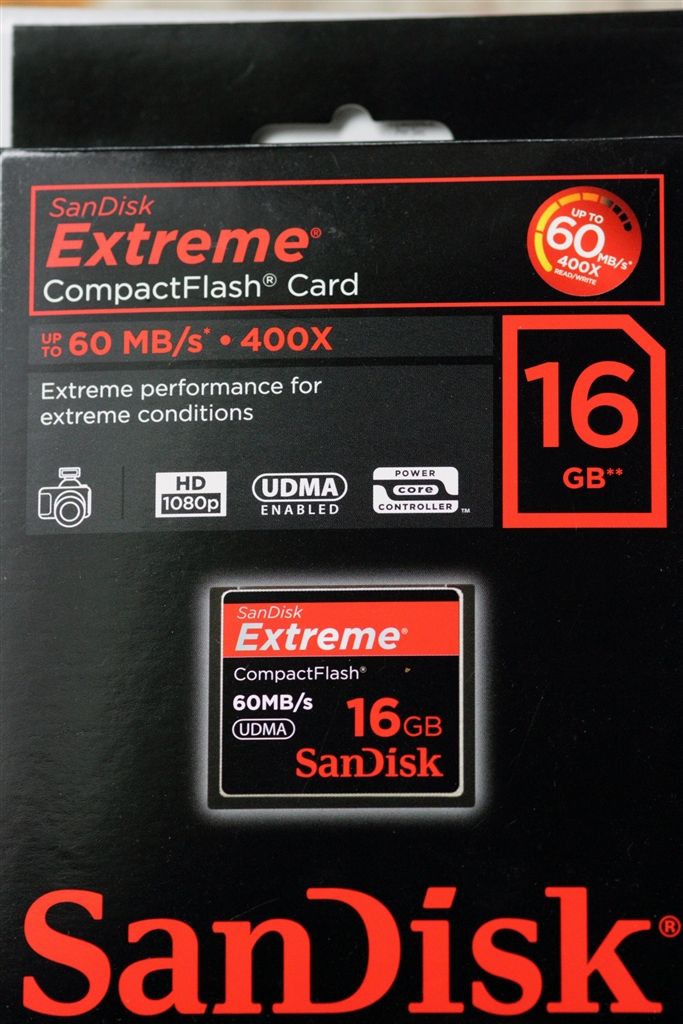 SanDisk
Extreme®
CompactFlash® Card
UP TO
60 MB/s*
400X
READ/WRITE
UP TO 60 MB/s* • 400X
Extreme performance for
extreme conditions
16
GB**
HD
1080p
UDMA
ENABLED
POWER
core
CONTROLLER™
SanDisk
Extreme®
CompactFlash®
60MB/s
UDMA
16GB
SanDisk
SanDisk®